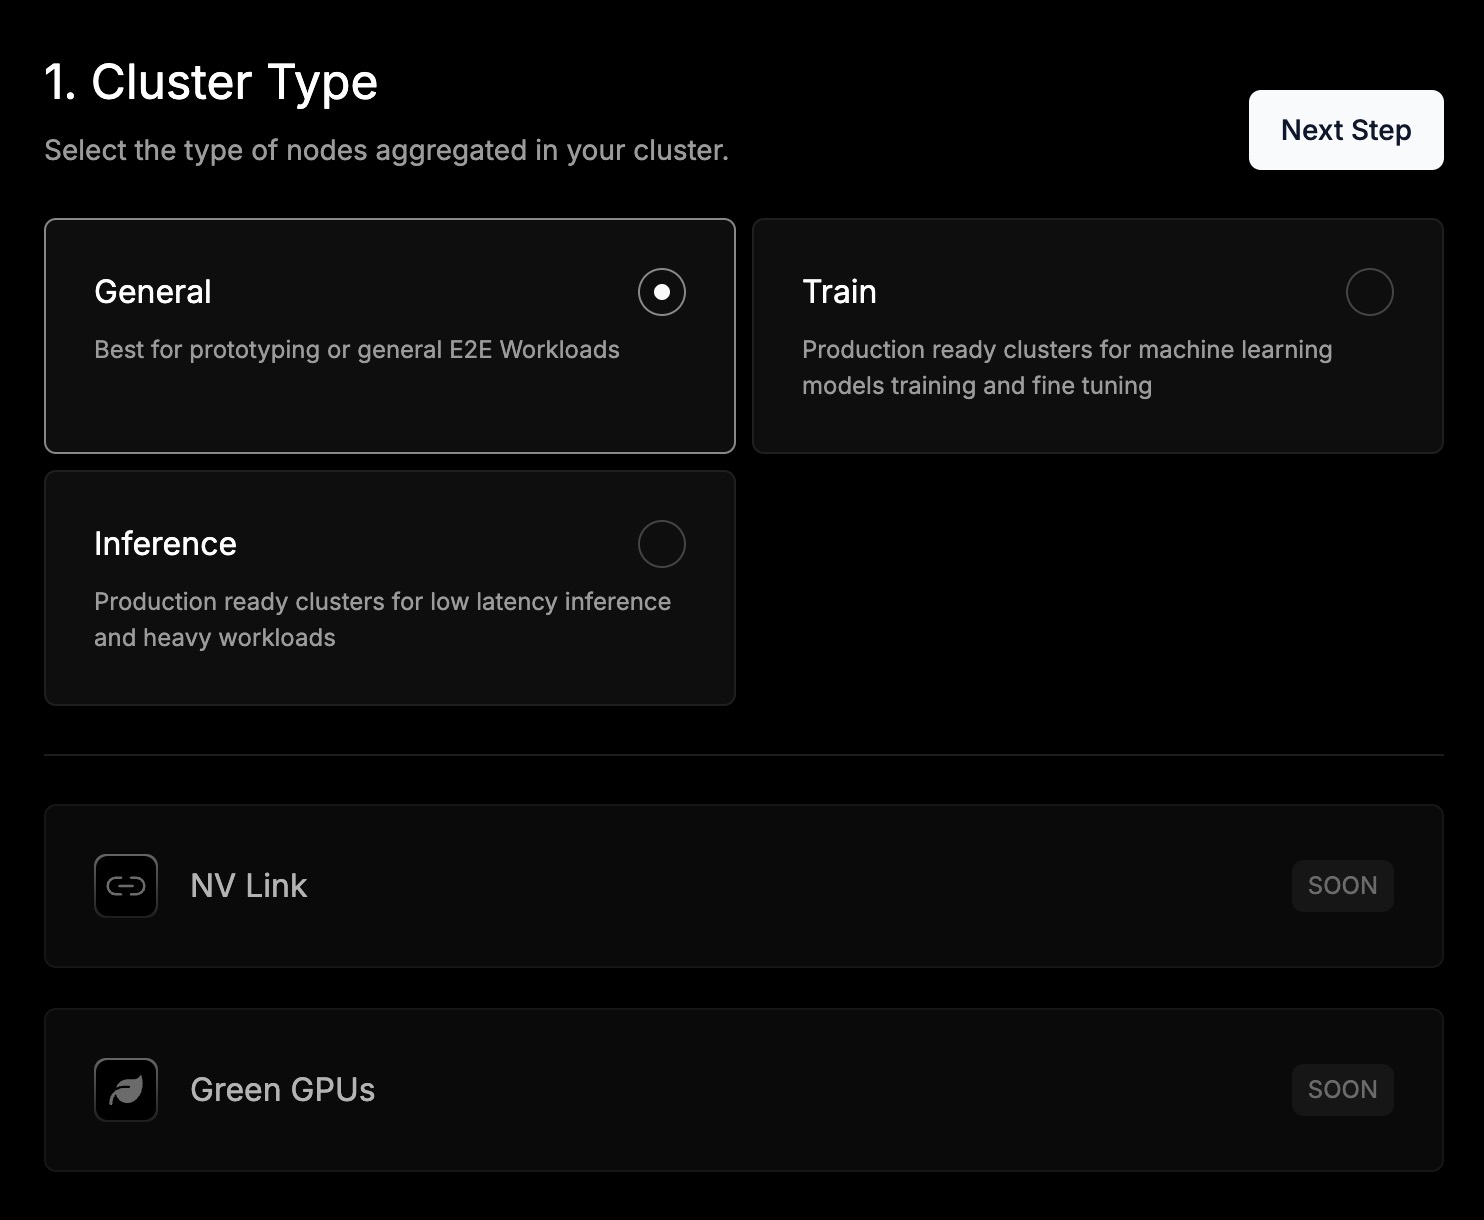 1. Cluster Type
Select the type of nodes aggregated in your cluster.
Next Step
General
Best for prototyping or general E2E Workloads
Train
Production ready clusters for machine learning
models training and fine tuning
Inference
Production ready clusters for low latency inference
and heavy workloads
NV Link
SOON
Green GPUs
SOON